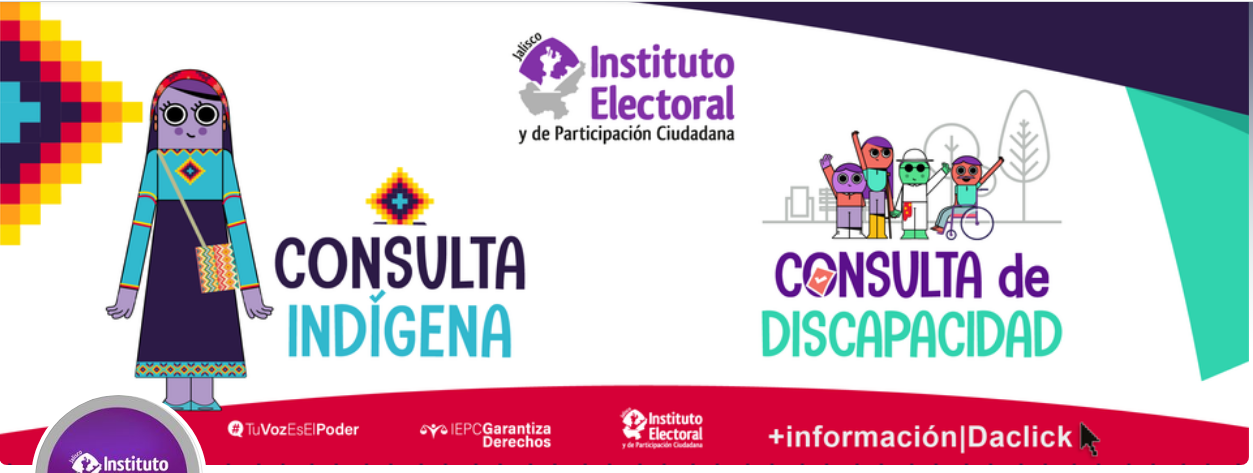 Jalisco
Instituto
Electoral
y de Participación Ciudadana
CONSULTA
INDÍGENA
CONSULTA de
DISCAPACIDAD
#TuVozEsElPoder
IEPCGarantiza
Derechos
Instituto
Electoral
y de Participación Ciudadana
+información|Daclick
Jalisco
Instituto